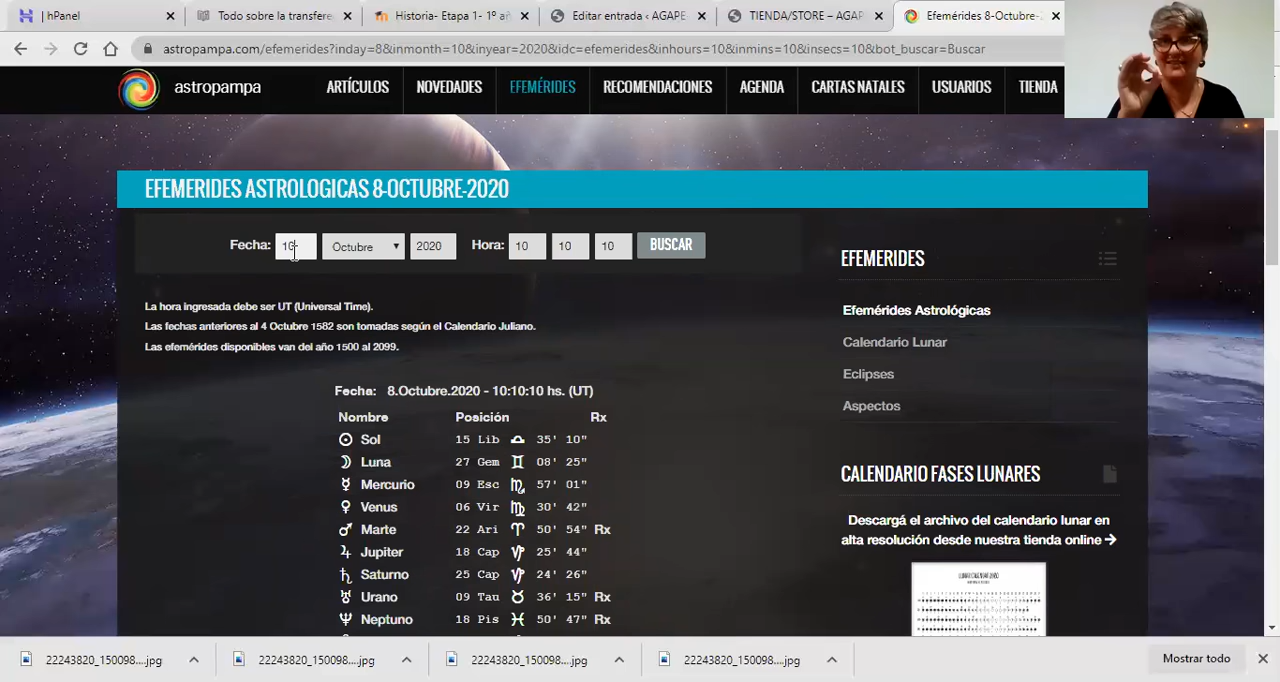 hPanel
Todo sobre la transfere
Historia- Etapa 1- 1º añ
Editar entrada ‹ AGAPE
TIENDA/STORE – AGAP
Efemérides 8-Octubre-
astropampa.com/efemerides?inday=8&inmonth=10&inyear=2020&idc=efemerides&inhours=10&inmins=10&insecs=10&bot_buscar=Buscar
astropampa
ARTÍCULOS
NOVEDADES
EFEMÉRIDES
RECOMENDACIONES
AGENDA
CARTAS NATALES
USUARIOS
TIENDA
EFEMERIDES ASTROLOGICAS 8-OCTUBRE-2020
Fecha: 10 Octubre 2020 Hora: 10 10 10 BUSCAR
La hora ingresada debe ser UT (Universal Time).
Las fechas anteriores al 4 Octubre 1582 son tomadas según el Calendario Juliano.
Las efemérides disponibles van del año 1500 al 2099.
Fecha: 8.Octubre.2020 - 10:10:10 hs. (UT)
Nombre Posición Rx
☉ Sol 15 Lib ♎ 35' 10"
☽ Luna 27 Gem ♊ 08' 25"
☿ Mercurio 09 Esc ♏ 57' 01"
♀ Venus 06 Vir ♍ 30' 42"
♂ Marte 22 Ari ♈ 50' 54" Rx
♃ Jupiter 18 Cap ♑ 25' 44"
♄ Saturno 25 Cap ♑ 24' 26"
♅ Urano 09 Tau ♉ 36' 15" Rx
♆ Neptuno 18 Pis ♓ 50' 47" Rx
EFEMERIDES
Efemérides Astrológicas
Calendario Lunar
Eclipses
Aspectos
CALENDARIO FASES LUNARES
Descargá el archivo del calendario lunar en
alta resolución desde nuestra tienda online →
LUNAR CALENDAR 2020
22243820_150098....jpg
22243820_150098....jpg
22243820_150098....jpg
22243820_150098....jpg
Mostrar todo